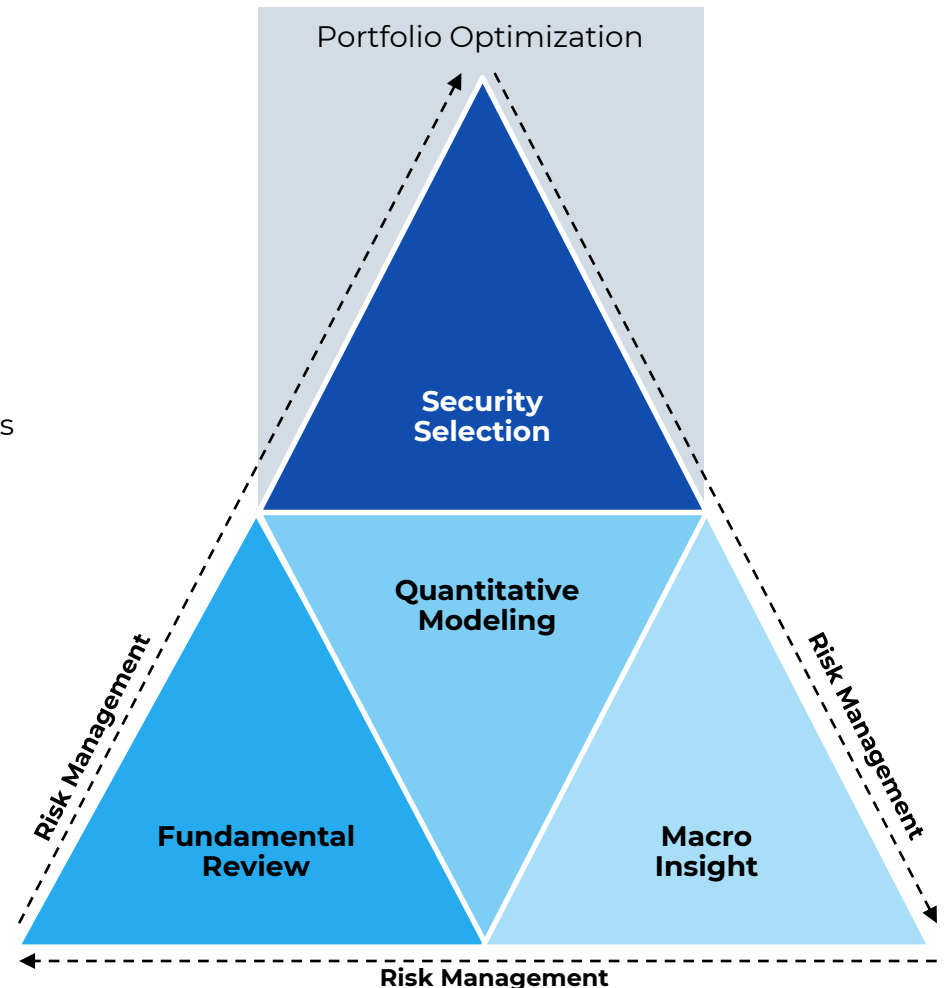 Portfolio Optimization
Security
Selection
s
Quantitative
Modeling
Risk Management
Risk Management
Fundamental
Review
Macro
Insight
Risk Management